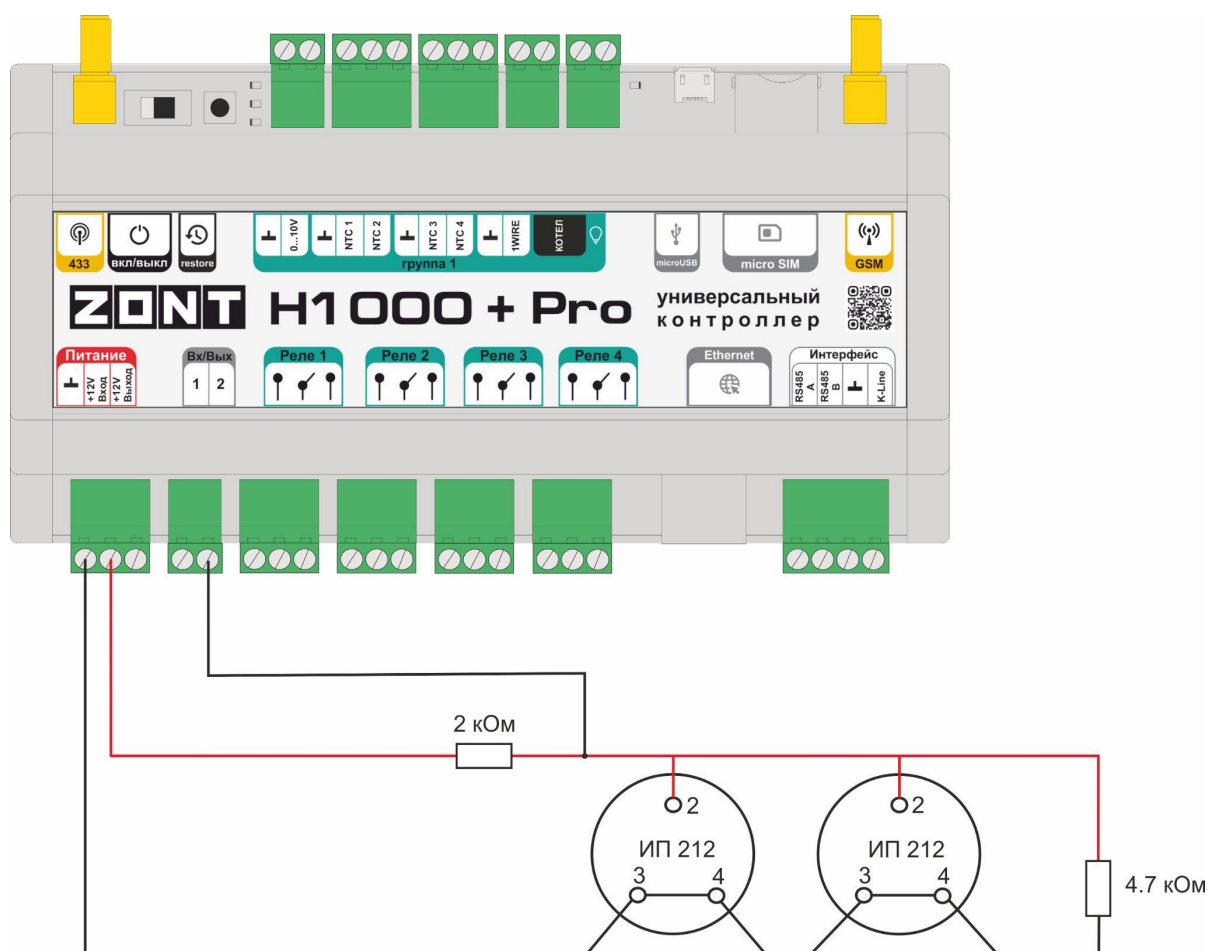 433
вкл/выкл
restore
0...10V
NTC 1
NTC 2
NTC 3
NTC 4
1WIRE
КОТЕЛ
группа 1
microUSB
micro SIM
GSM
ZONT H1000 + Pro
универсальный
контроллер
Питание
+12V
Вход
+12V
Выход
Вх/Вых
1 2
Реле 1
Реле 2
Реле 3
Реле 4
Ethernet
Интерфейс
RS485
A
RS485
B
K-Line
2 кОм
2
ИП 212
3 4
2
ИП 212
3 4
4.7 кОм